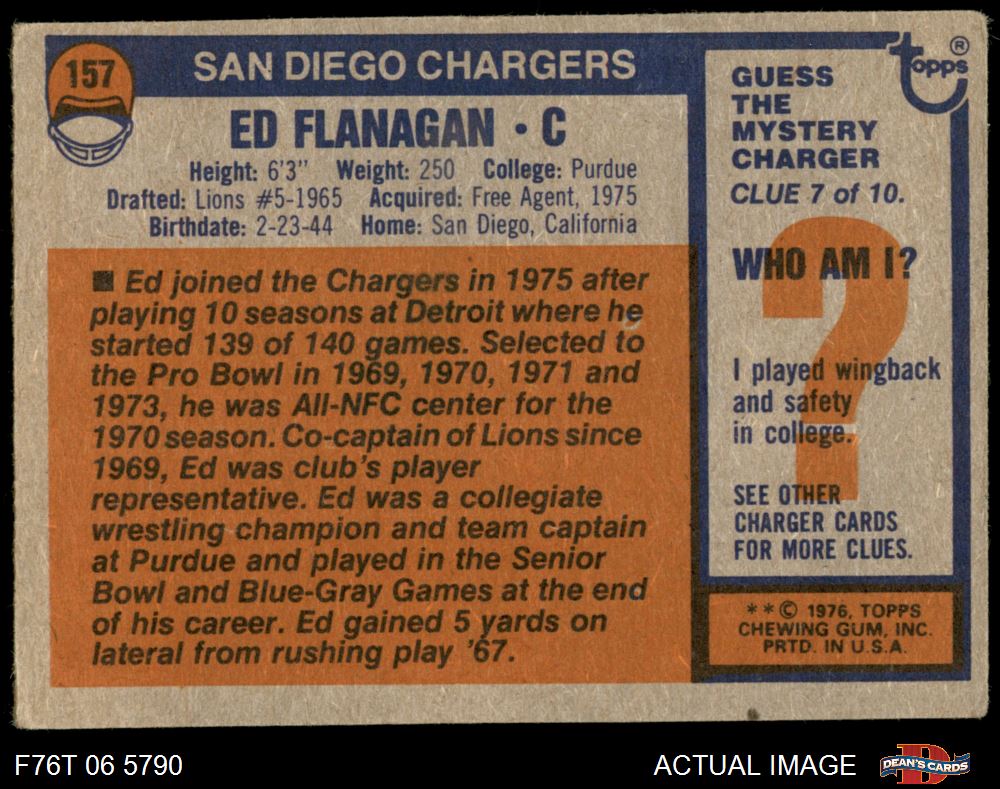 157
SAN DIEGO CHARGERS
ED FLANAGAN • C
Height: 6'3" Weight: 250 College: Purdue
Drafted: Lions #5-1965 Acquired: Free Agent, 1975
Birthdate: 2-23-44 Home: San Diego, California
■ Ed joined the Chargers in 1975 after
playing 10 seasons at Detroit where he
started 139 of 140 games. Selected to
the Pro Bowl in 1969, 1970, 1971 and
1973, he was All-NFC center for the
1970 season. Co-captain of Lions since
1969, Ed was club's player
representative. Ed was a collegiate
wrestling champion and team captain
at Purdue and played in the Senior
Bowl and Blue-Gray Games at the end
of his career. Ed gained 5 yards on
lateral from rushing play '67.
topps ®
GUESS
THE
MYSTERY
CHARGER
CLUE 7 of 10.
WHO AM I?
?
I played wingback
and safety
in college.
SEE OTHER
CHARGER CARDS
FOR MORE CLUES.
**© 1976, TOPPS
CHEWING GUM, INC.
PRTD. IN U.S.A.
F76T 06 5790
ACTUAL IMAGE
D
DEAN'S CARDS